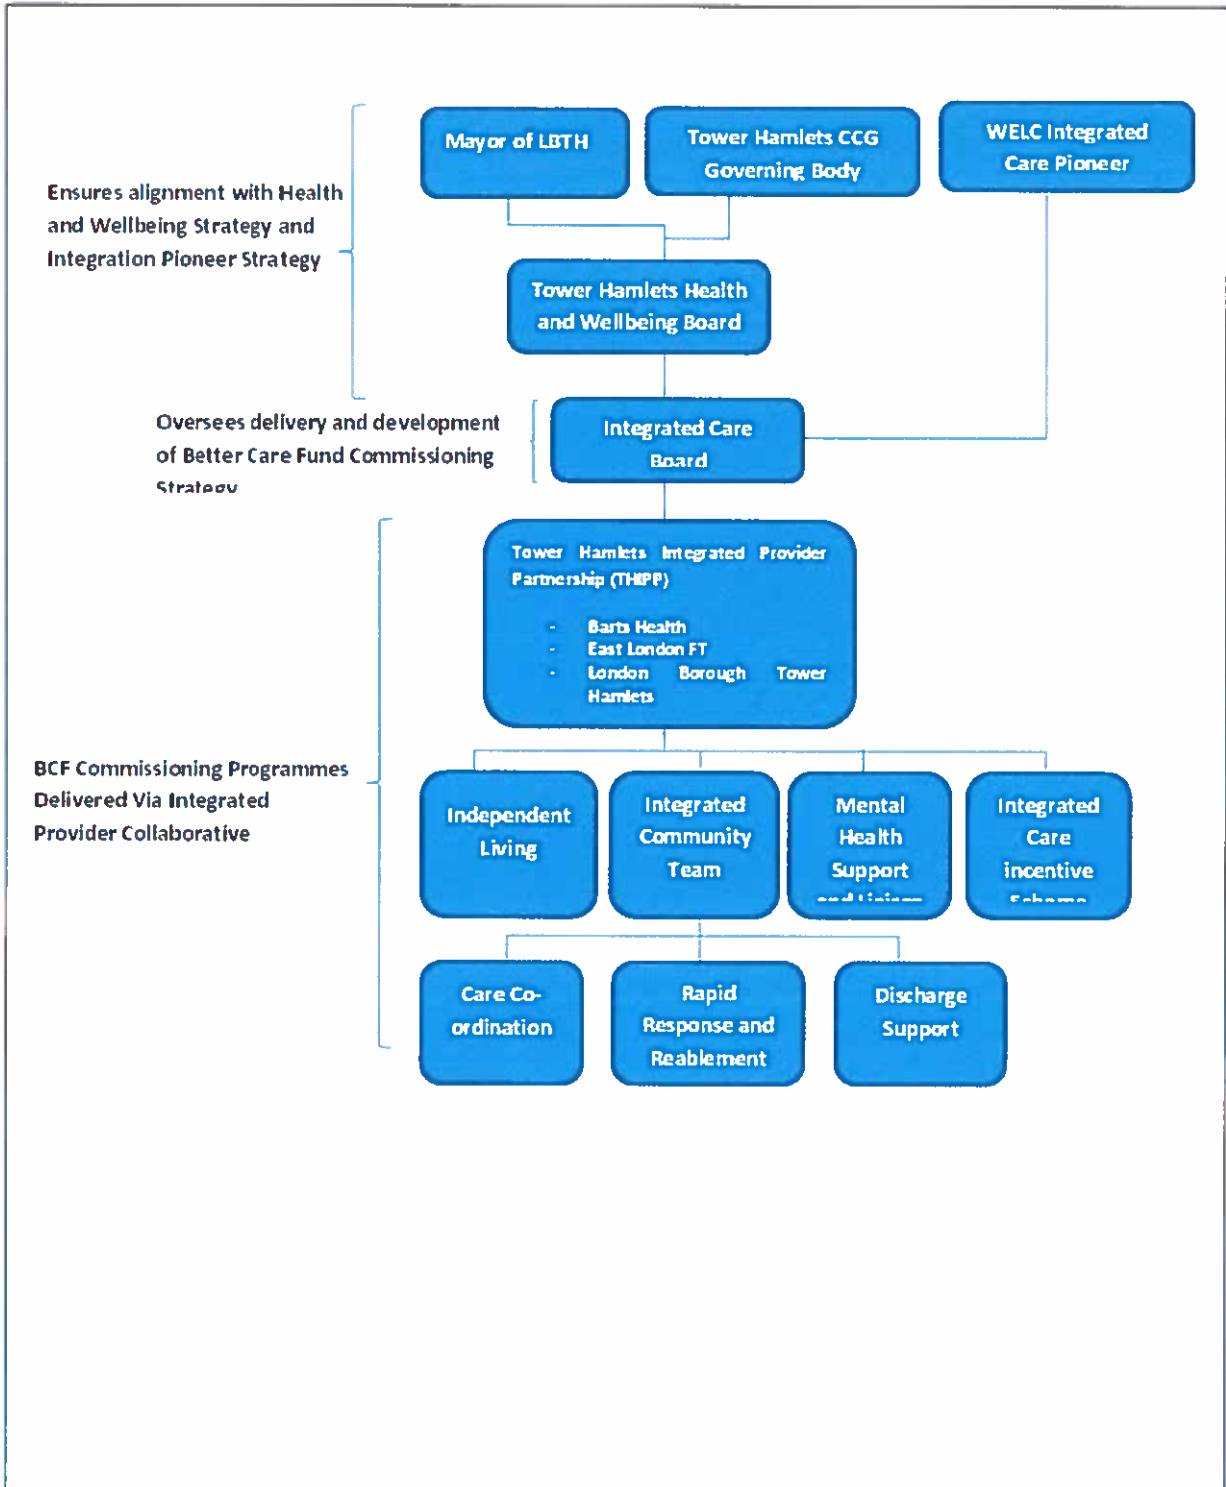 Mayor of LBTH
Tower Hamlets CCG
Governing Body
WELC Integrated
Care Pioneer
Ensures alignment with Health
and Wellbeing Strategy and
Integration Pioneer Strategy
Tower Hamlets Health
and Wellbeing Board
Oversees delivery and development
of Better Care Fund Commissioning
Strategy
Integrated Care
Board
Tower Hamlets Integrated Provider
Partnership (THIPP)
- Barts Health
- East London FT
- London Borough Tower
Hamlets
BCF Commissioning Programmes
Delivered Via Integrated
Provider Collaborative
Independent
Living
Integrated
Community
Team
Mental
Health
Support
and Liaison
Integrated
Care
incentive
Scheme
Care Co-
ordination
Rapid
Response and
Reablement
Discharge
Support